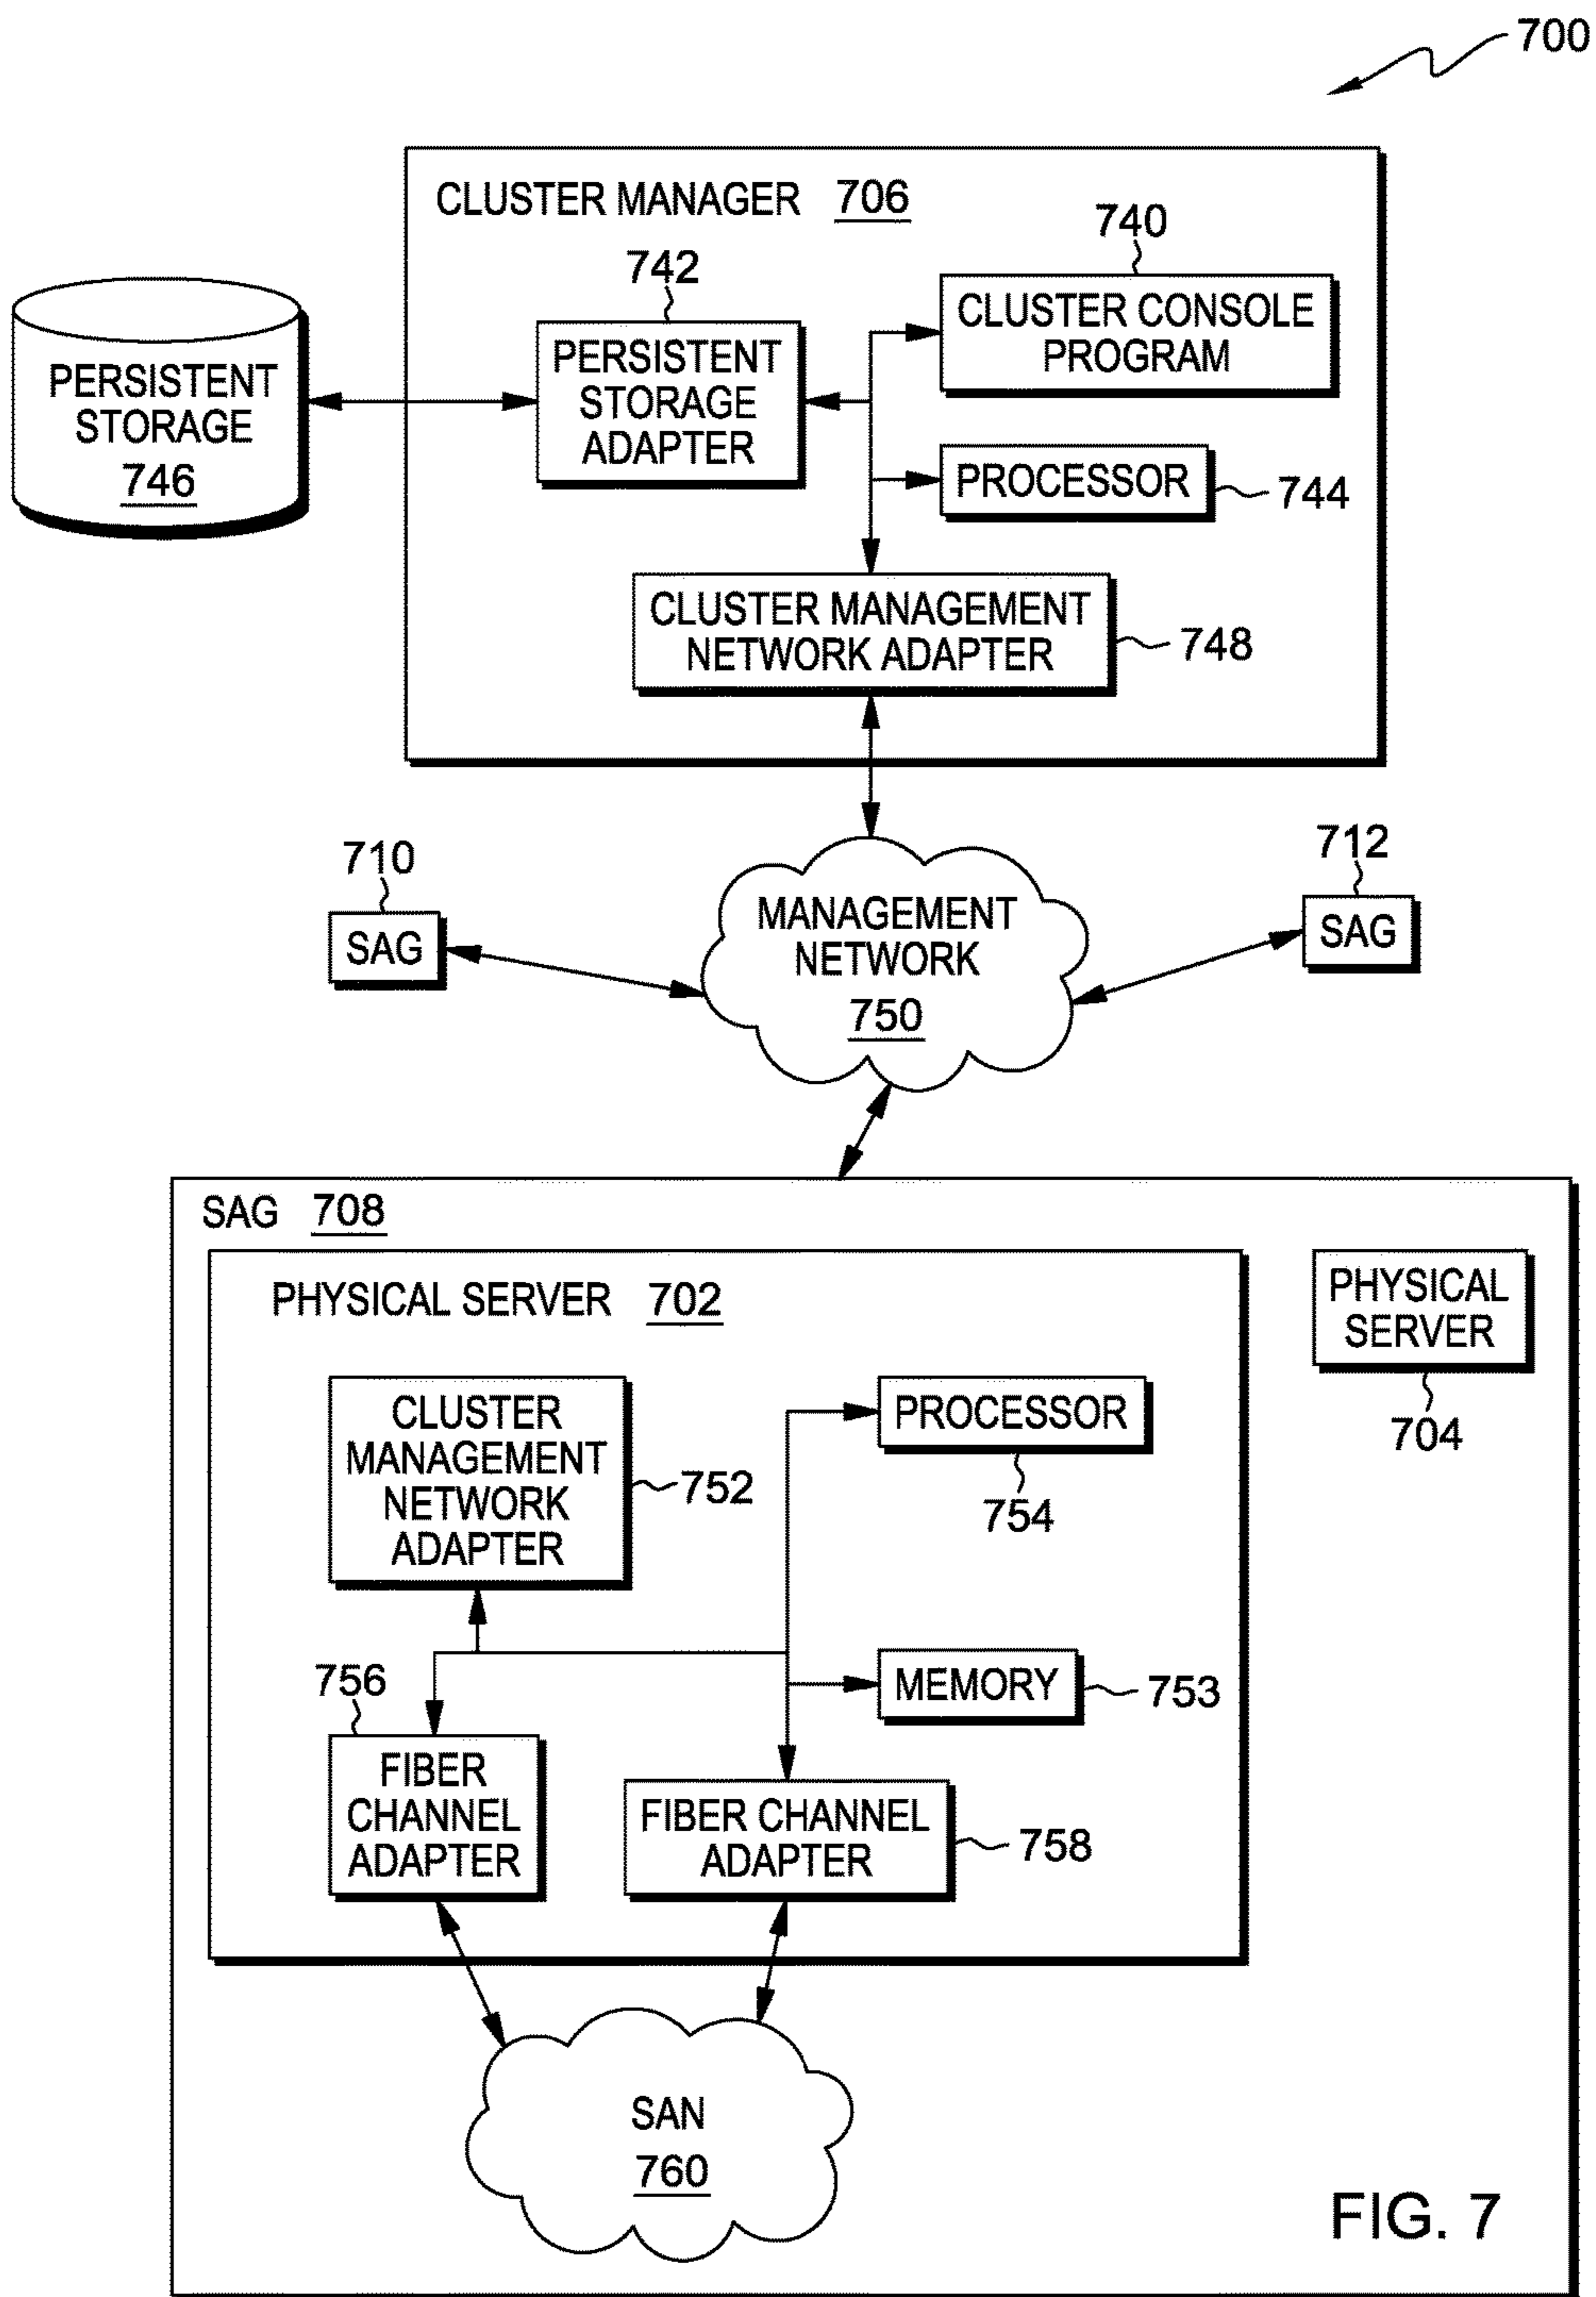 700
CLUSTER MANAGER 706
740
742
CLUSTER CONSOLE
PROGRAM
PERSISTENT
STORAGE
ADAPTER
PERSISTENT
STORAGE
746
PROCESSOR
744
CLUSTER MANAGEMENT
NETWORK ADAPTER
748
710
SAG
MANAGEMENT
NETWORK
750
712
SAG
SAG 708
PHYSICAL SERVER 702
PHYSICAL
SERVER
704
CLUSTER
MANAGEMENT
NETWORK
ADAPTER
752
PROCESSOR
754
756
MEMORY
753
FIBER
CHANNEL
ADAPTER
FIBER CHANNEL
ADAPTER
758
SAN
760
FIG. 7